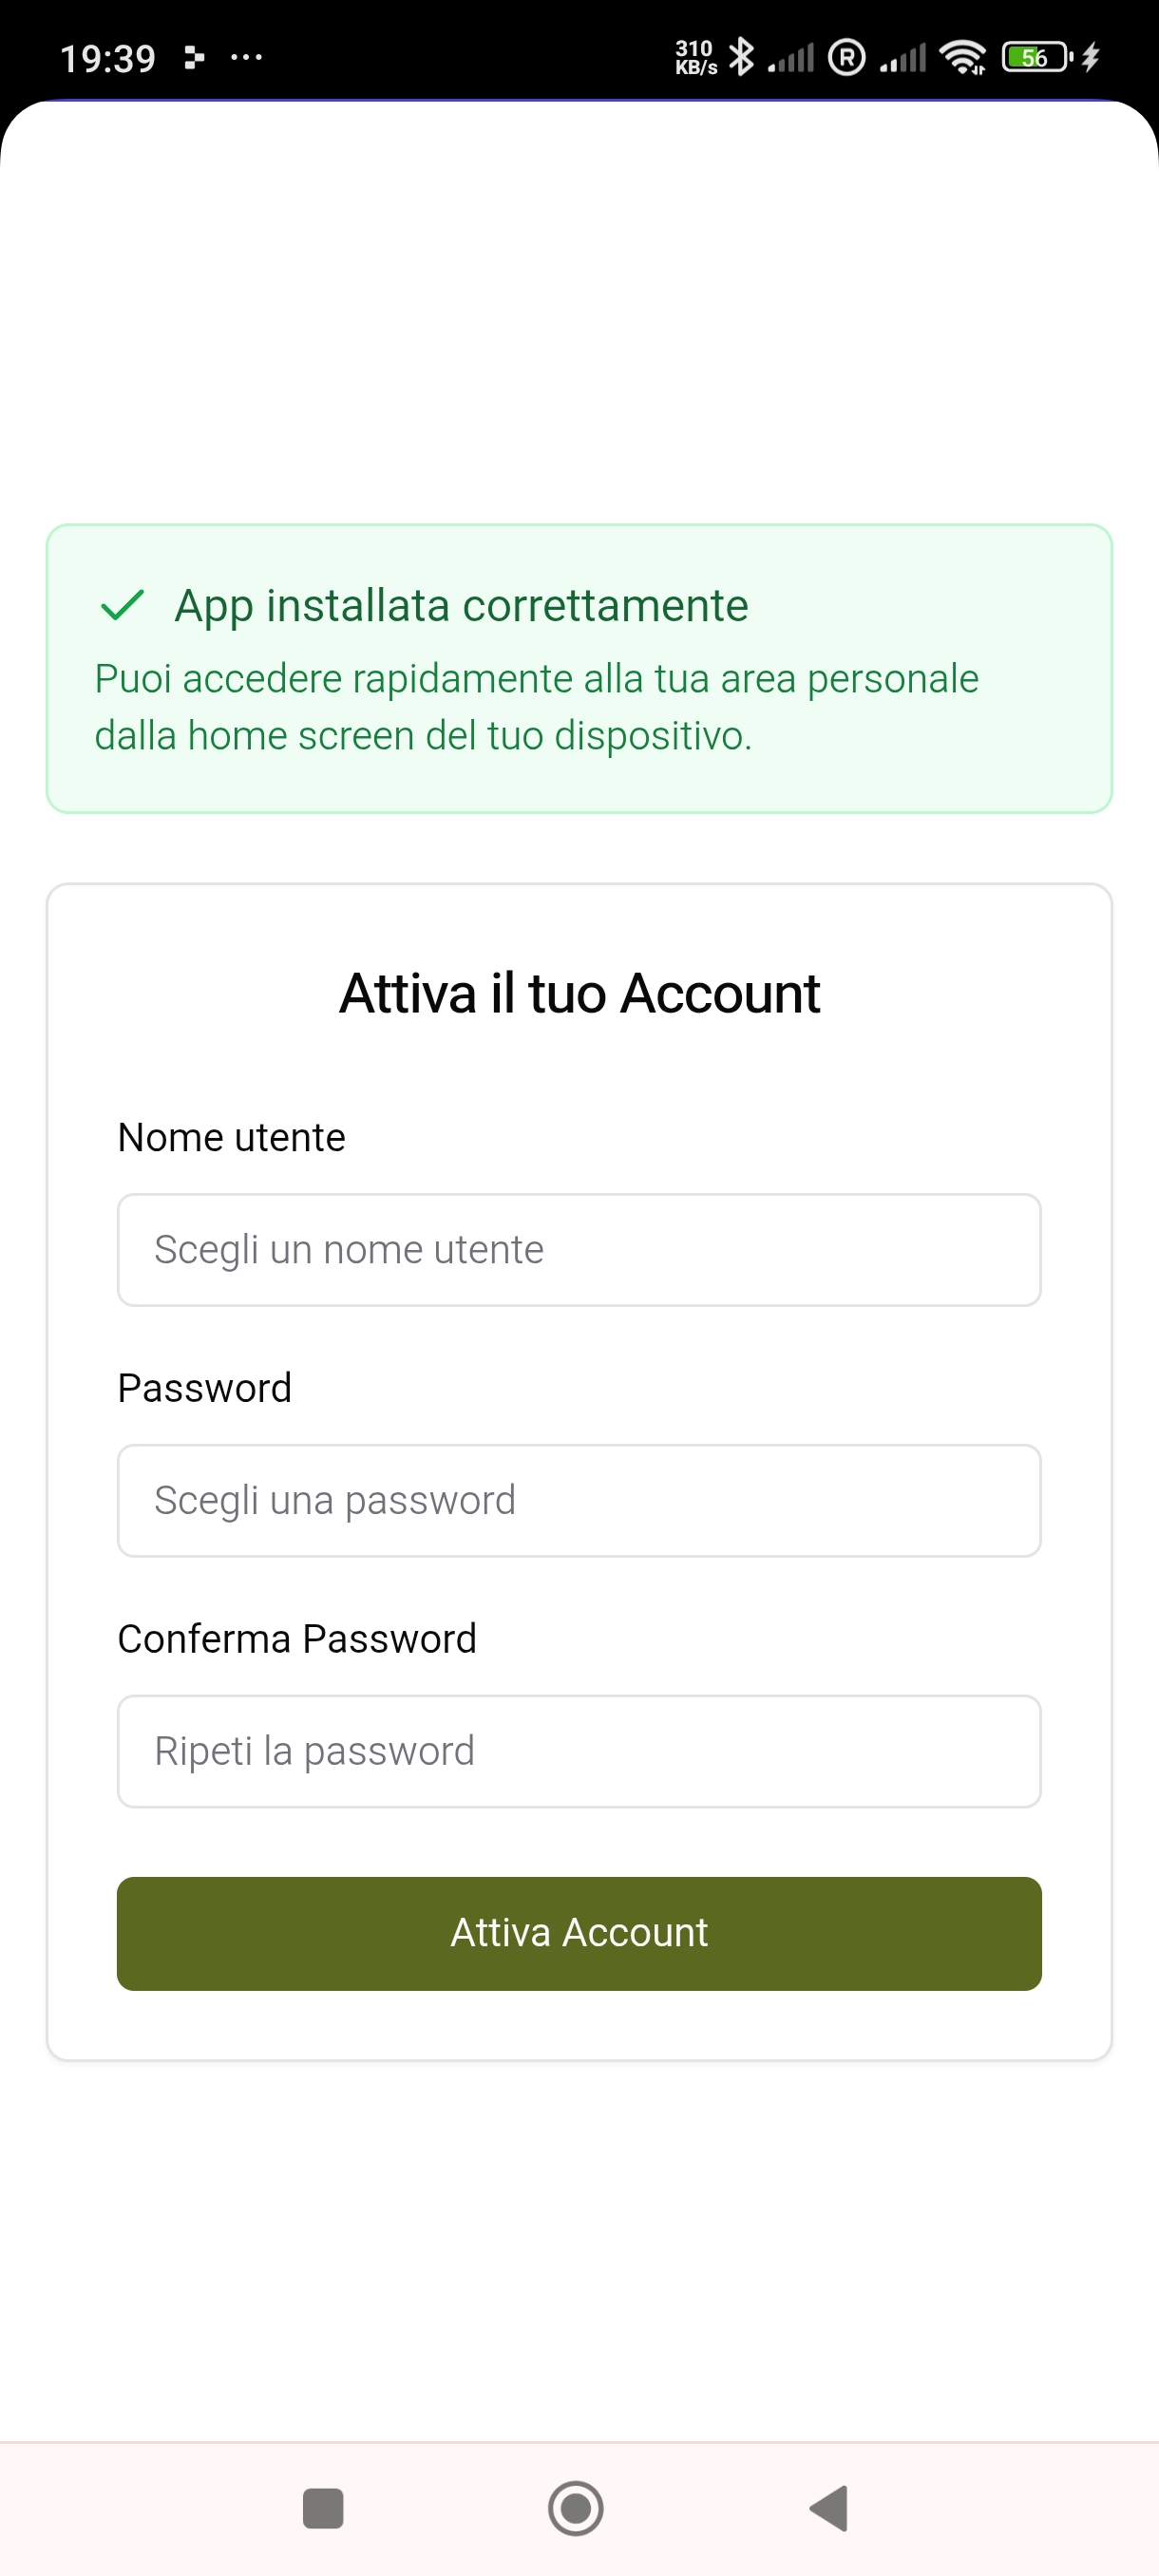 19:39
310
KB/s
R
56
App installata correttamente
Puoi accedere rapidamente alla tua area personale
dalla home screen del tuo dispositivo.
Attiva il tuo Account
Nome utente
Scegli un nome utente
Password
Scegli una password
Conferma Password
Ripeti la password
Attiva Account